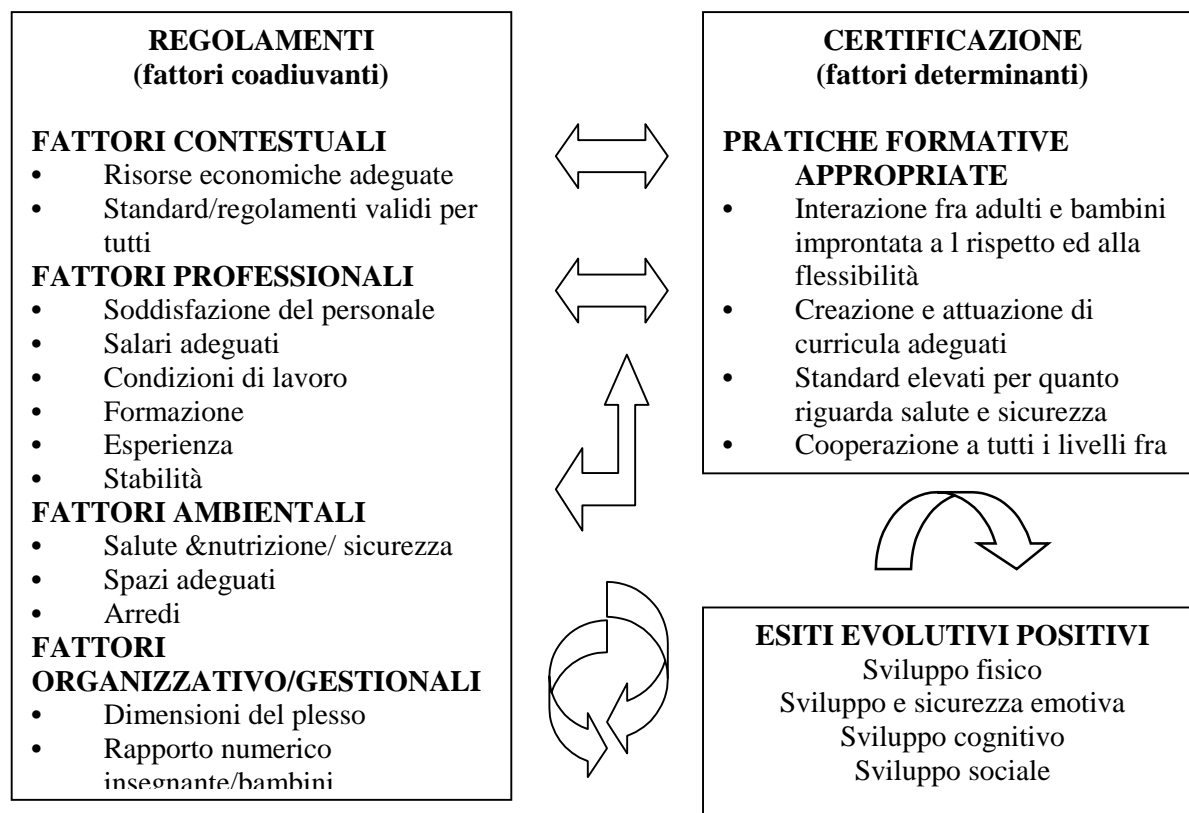 REGOLAMENTI
(fattori coadiuvanti)
FATTORI CONTESTUALI
• Risorse economiche adeguate
• Standard/regolamenti validi per
tutti
FATTORI PROFESSIONALI
• Soddisfazione del personale
• Salari adeguati
• Condizioni di lavoro
• Formazione
• Esperienza
• Stabilità
FATTORI AMBIENTALI
• Salute &nutrizione/ sicurezza
• Spazi adeguati
• Arredi
FATTORI
ORGANIZZATIVO/GESTIONALI
• Dimensioni del plesso
• Rapporto numerico
insegnante/bambini
CERTIFICAZIONE
(fattori determinanti)
PRATICHE FORMATIVE
APPROPRIATE
• Interazione fra adulti e bambini
improntata a l rispetto ed alla
flessibilità
• Creazione e attuazione di
curricula adeguati
• Standard elevati per quanto
riguarda salute e sicurezza
• Cooperazione a tutti i livelli fra
ESITI EVOLUTIVI POSITIVI
Sviluppo fisico
Sviluppo e sicurezza emotiva
Sviluppo cognitivo
Sviluppo sociale